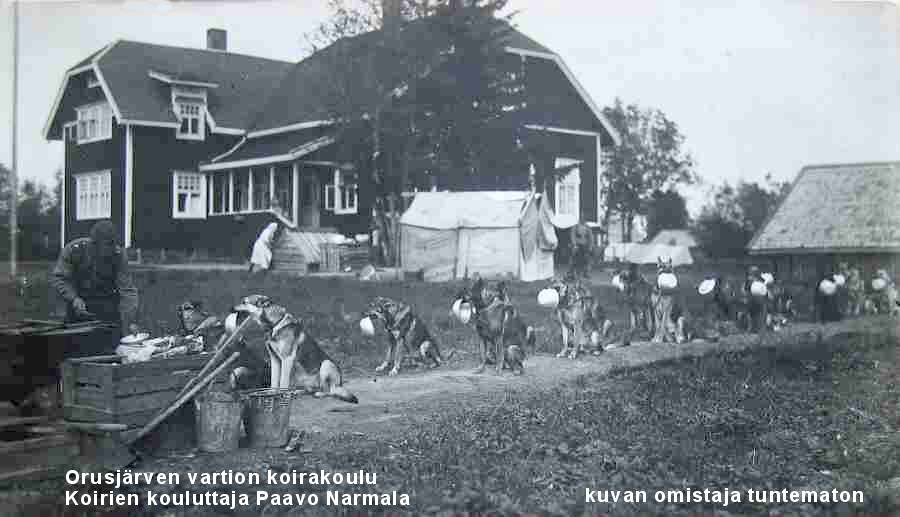 Orusjärven vartion koirakoulu
Koirien kouluttaja Paavo Narmala
kuvan omistaja tuntematon